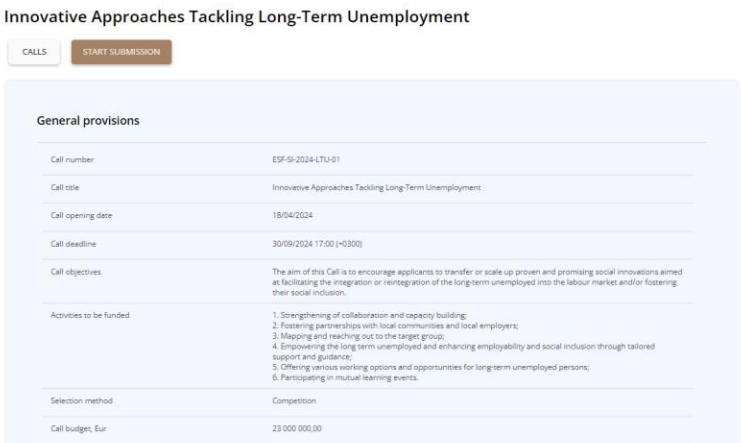 Innovative Approaches Tackling Long-Term Unemployment
CALLS
START SUBMISSION
General provisions
Call number ESF-SI-2024-LTU-01
Call title Innovative Approaches Tackling Long-Term Unemployment
Call opening date 18/04/2024
Call deadline 30/09/2024 17:00 (+0300)
Call objectives The aim of this Call is to encourage applicants to transfer or scale up proven and promising social innovations aimed
at facilitating the integration or reintegration of the long-term unemployed into the labour market and/or fostering
their social inclusion.
Activities to be funded 1. Strengthening of collaboration and capacity building;
2. Fostering partnerships with local communities and local employers;
3. Mapping and reaching out to the target group;
4. Empowering the long term unemployed and enhancing employability and social inclusion through tailored
support and guidance;
5. Offering various working options and opportunities for long-term unemployed persons;
6. Participating in mutual learning events.
Selection method Competition
Call budget, Eur 23 000 000,00